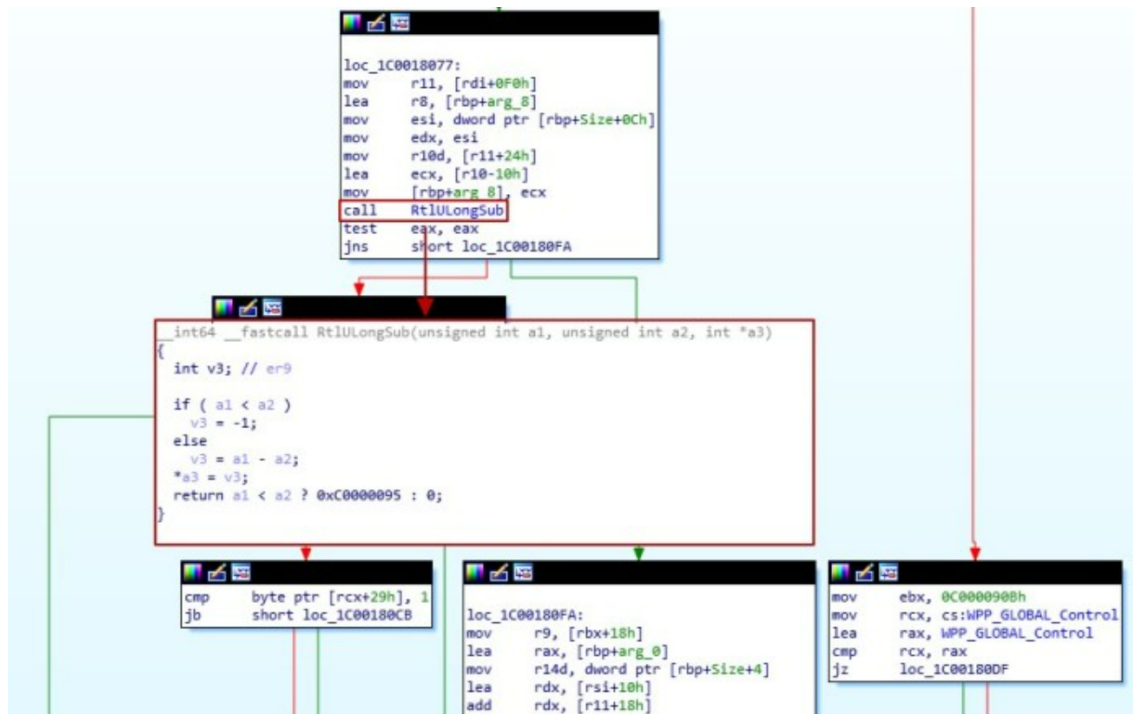 loc_1C0018077:
mov r11, [rdi+0F0h]
lea r8, [rbp+arg_8]
mov esi, dword ptr [rbp+Size+0Ch]
mov edx, esi
mov r10d, [r11+24h]
lea ecx, [r10-10h]
mov [rbp+arg_8], ecx
call RtlULongSub
test eax, eax
jns short loc_1C00180FA
__int64 __fastcall RtlULongSub(unsigned int a1, unsigned int a2, int *a3)
{
int v3; // er9
if ( a1 < a2 )
v3 = -1;
else
v3 = a1 - a2;
*a3 = v3;
return a1 < a2 ? 0xC0000095 : 0;
}
cmp byte ptr [rcx+29h], 1
jb short loc_1C00180CB
loc_1C00180FA:
mov r9, [rbx+18h]
lea rax, [rbp+arg_0]
mov r14d, dword ptr [rbp+Size+4]
lea rdx, [rsi+10h]
add rdx, [r11+18h]
mov ebx, 0C000090Bh
mov rcx, cs:WPP_GLOBAL_Control
lea rax, WPP_GLOBAL_Control
cmp rcx, rax
jz loc_1C00180DF